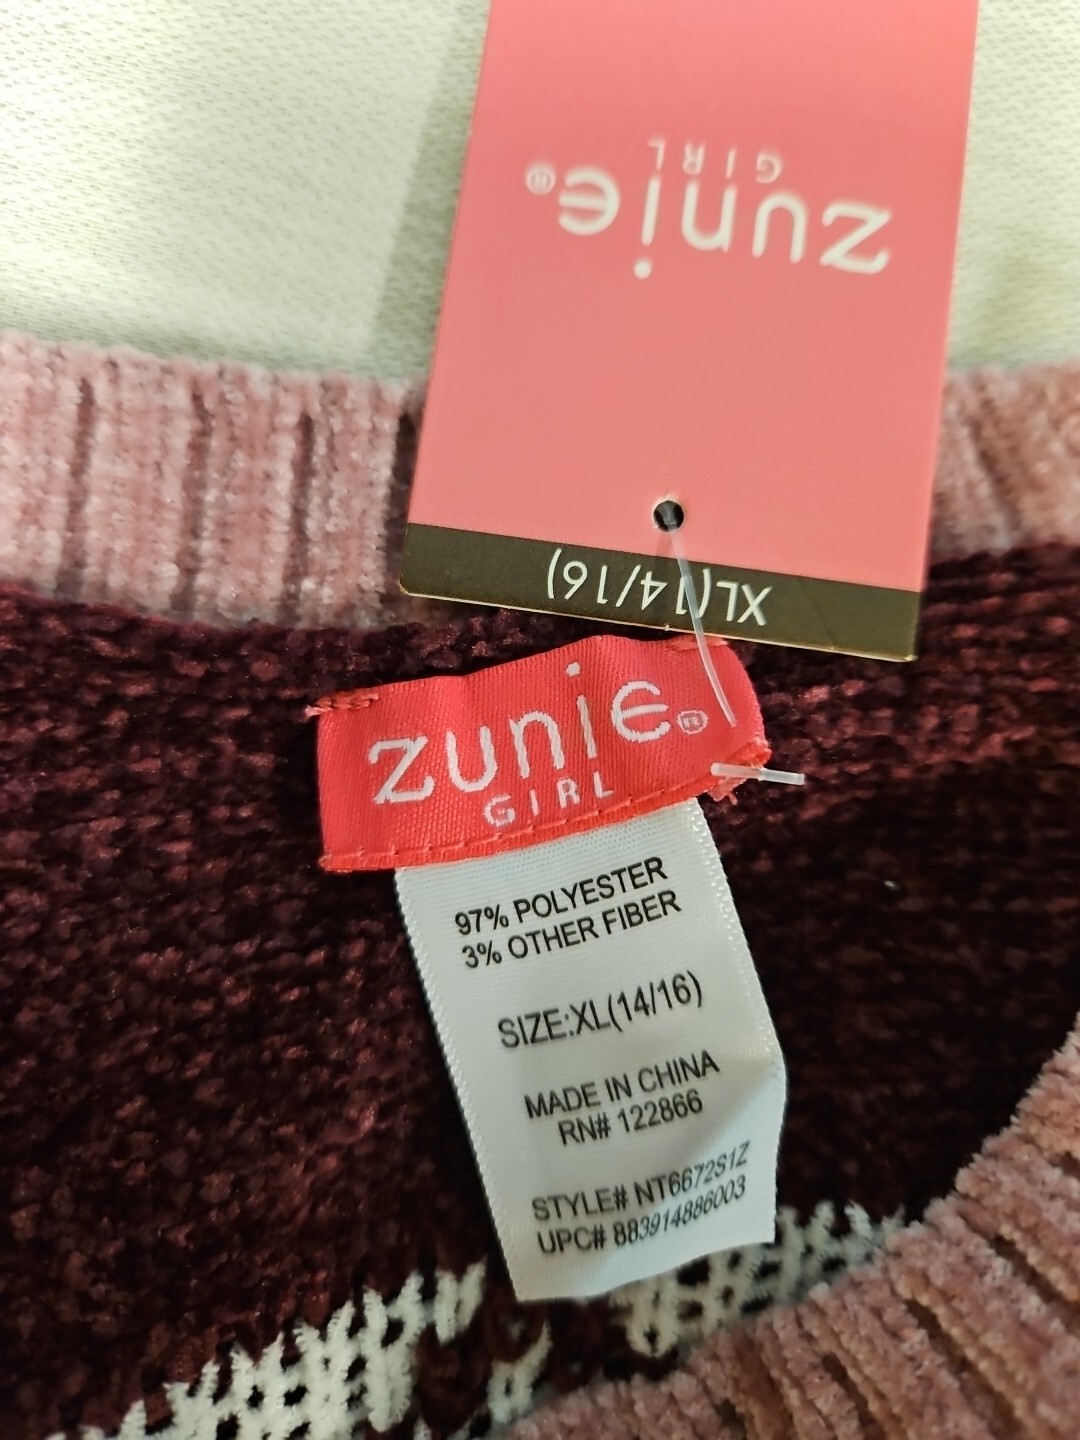 zunie®
GIRL
XL(14/16)
zunie®
GIRL
97% POLYESTER
3% OTHER FIBER
SIZE:XL(14/16)
MADE IN CHINA
RN# 122866
STYLE# NT6672S1Z
UPC# 883914886003